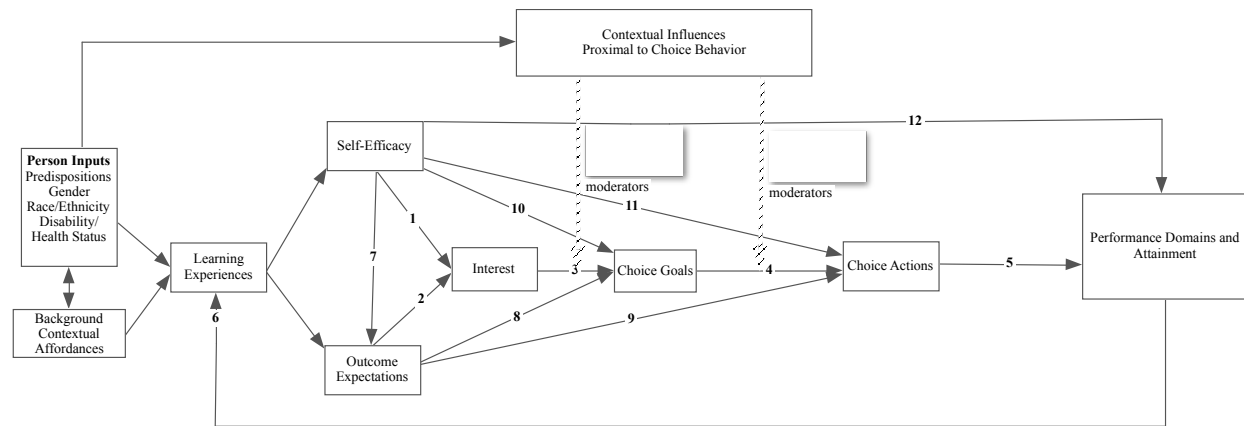 Contextual Influences
Proximal to Choice Behavior
12
Self-Efficacy
moderators
moderators
Person Inputs
Predispositions
Gender
Race/Ethnicity
Disability/
Health Status
10
11
1
7
Learning
Experiences
Interest
3
Choice Goals
4
Choice Actions
5
Performance Domains and
Attainment
2
8
9
6
Background
Contextual
Affordances
Outcome
Expectations